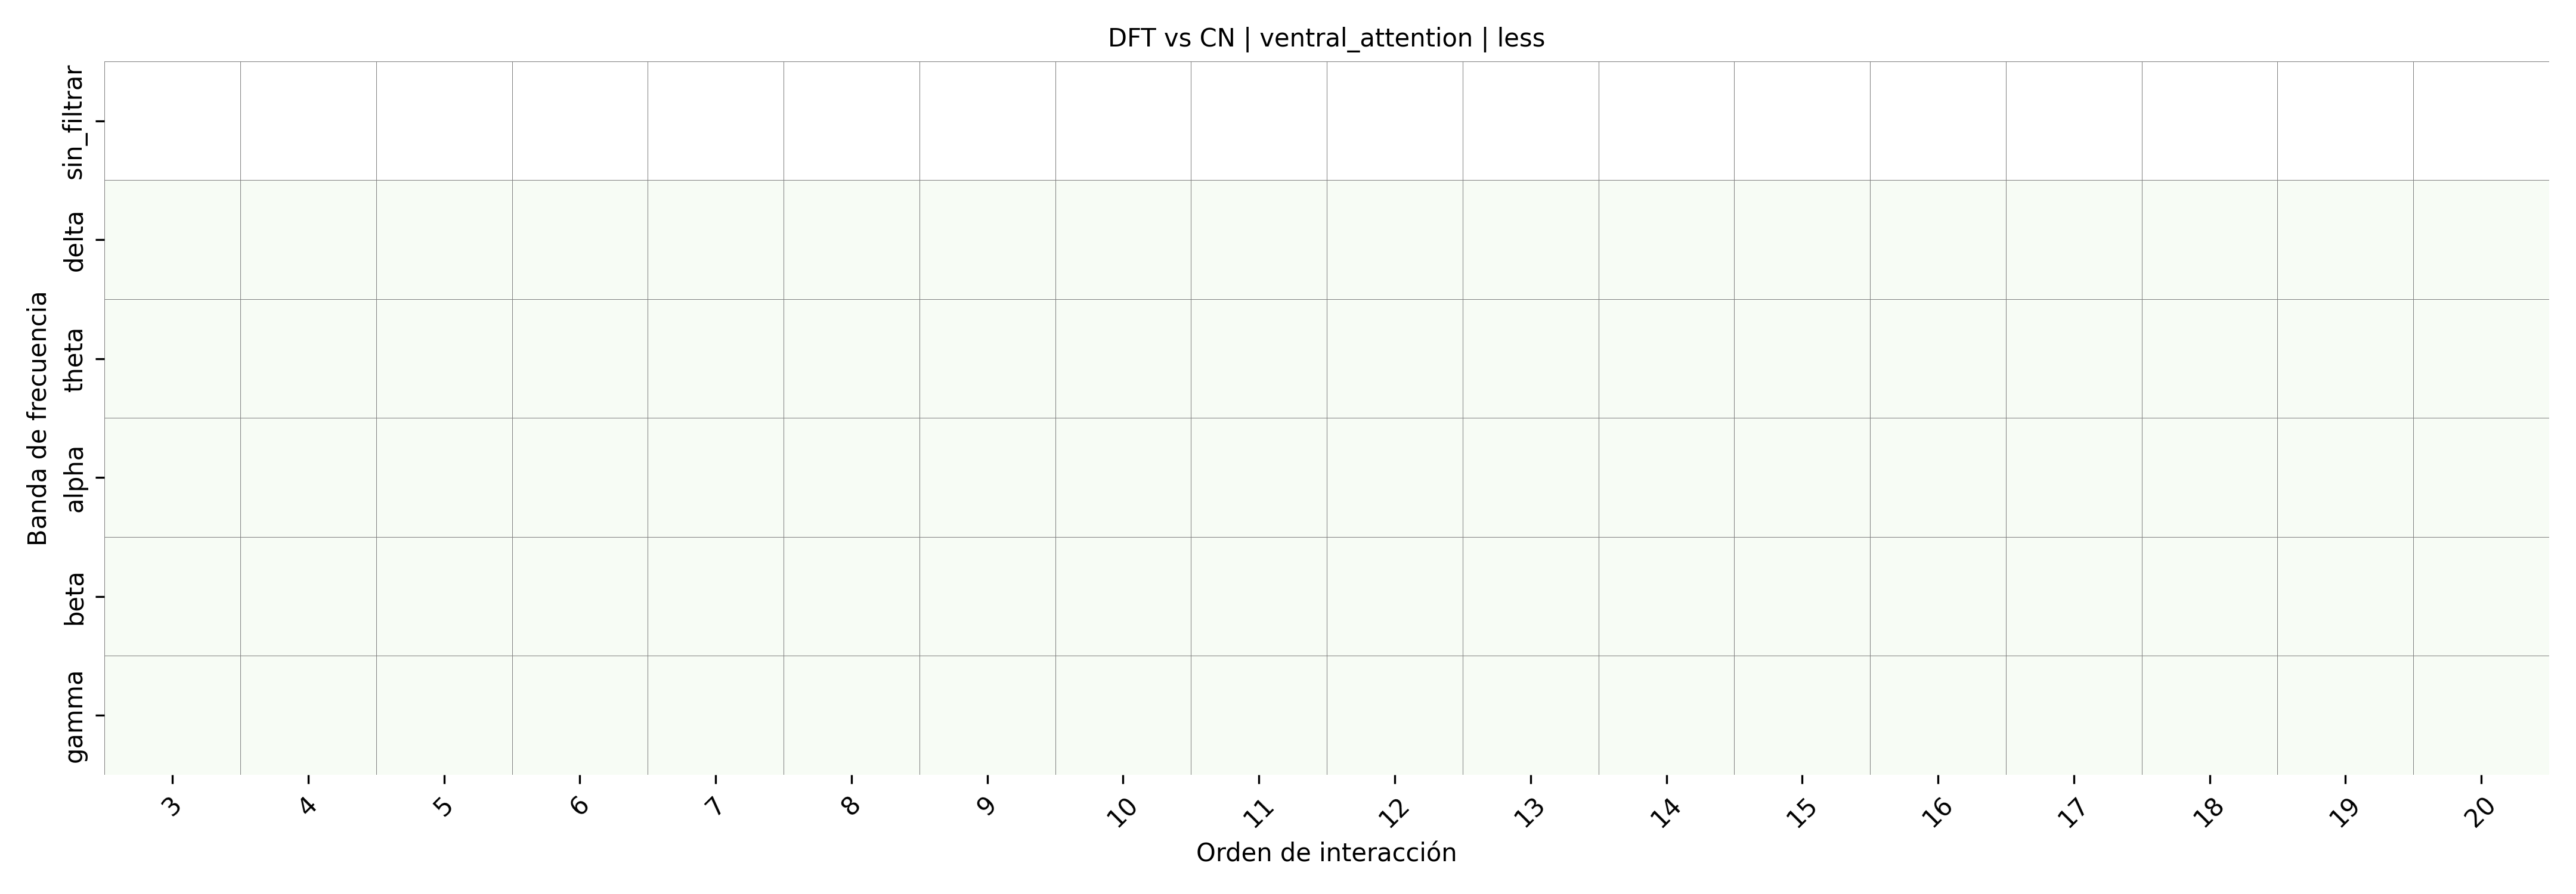 DFT vs CN | ventral_attention | less
Banda de frecuencia
sin_filtrar
delta
theta
alpha
beta
gamma
3 4 5 6 7 8 9 10 11 12 13 14 15 16 17 18 19 20
Orden de interacción